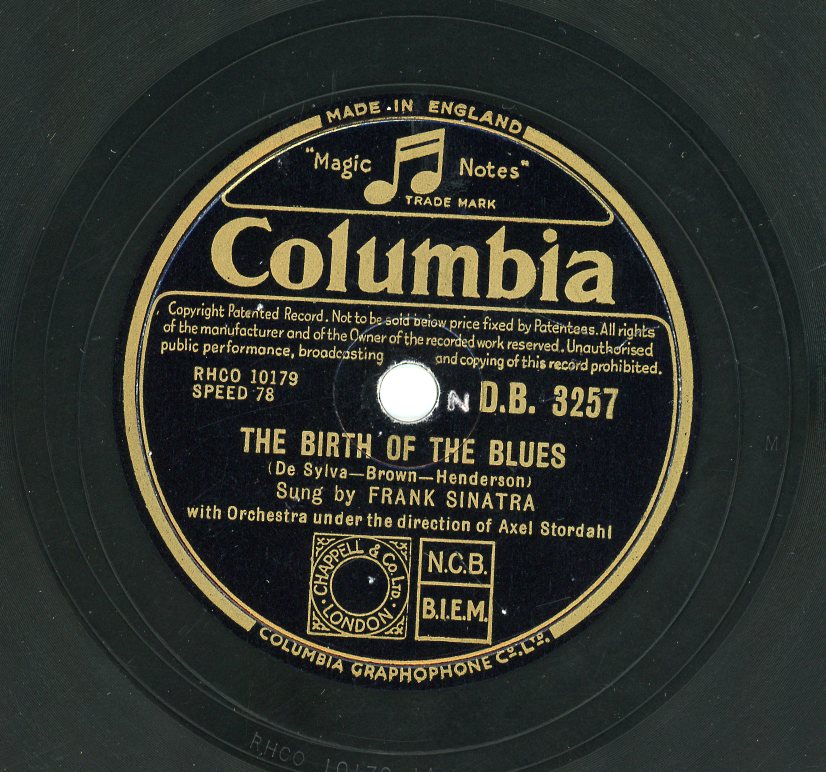 MADE IN ENGLAND
"Magic Notes"
TRADE MARK
Columbia
Copyright Patented Record. Not to be sold below price fixed by Patentees. All rights
of the manufacturer and of the Owner of the recorded work reserved. Unauthorised
public performance, broadcasting and copying of this record prohibited.
RHCO 10179
SPEED 78
N D.B. 3257
THE BIRTH OF THE BLUES
(De Sylva—Brown—Henderson)
Sung by FRANK SINATRA
with Orchestra under the direction of Axel Stordahl
CHAPPELL & Co. LTD
LONDON
N.C.B.
B.I.E.M.
COLUMBIA GRAPHOPHONE Co. LTD.
M
RHCO 10179